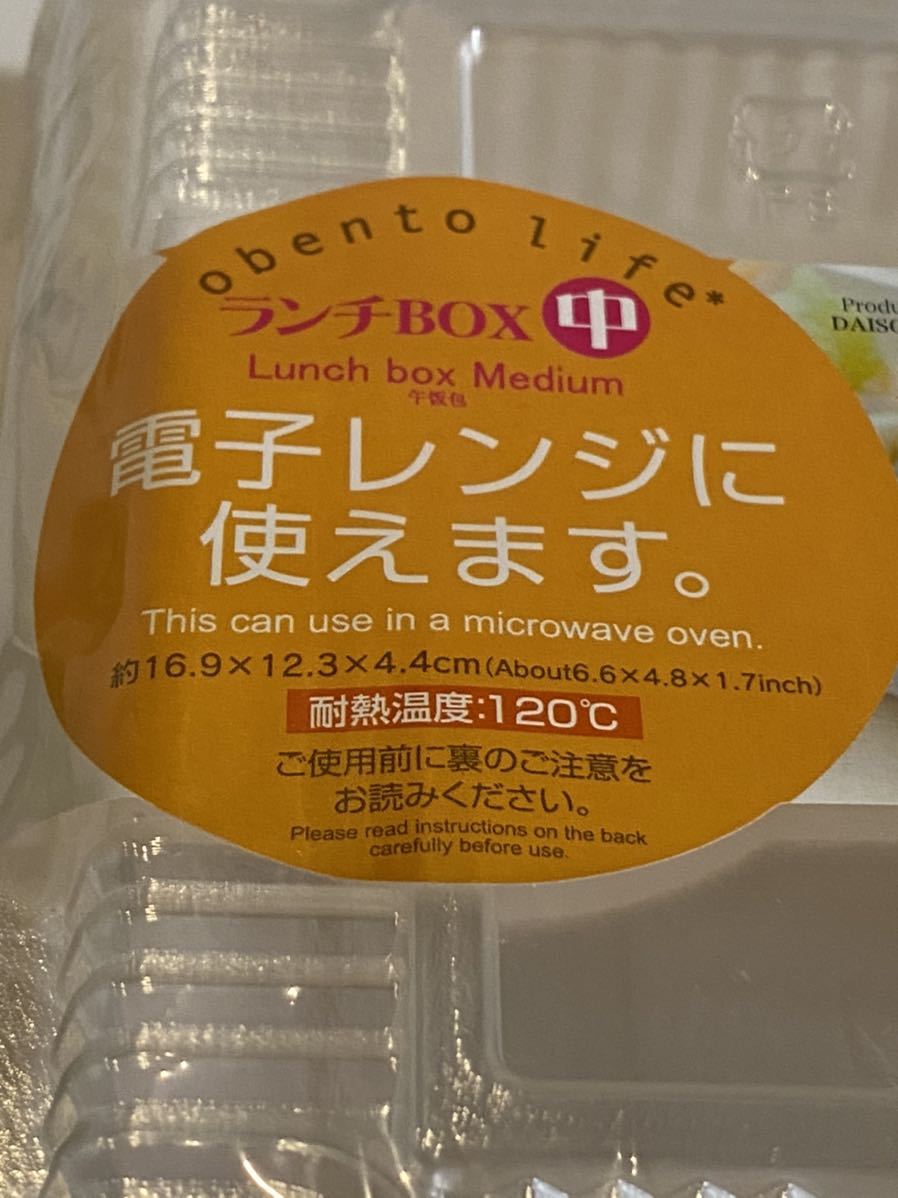 obento life*
ランチBOX 中
Lunch box Medium
午饭包
電子レンジに
使えます。
This can use in a microwave oven.
約16.9×12.3×4.4cm(About6.6×4.8×1.7inch)
耐熱温度:120℃
ご使用前に裏のご注意を
お読みください。
Please read instructions on the back
carefully before use.